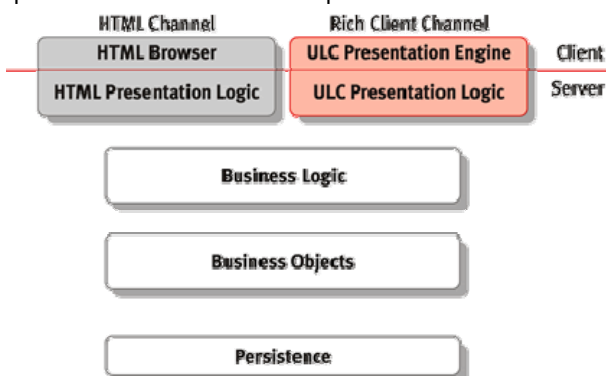 HTML Channel Rich Client Channel
HTML Browser ULC Presentation Engine Client
HTML Presentation Logic ULC Presentation Logic Server
Business Logic
Business Objects
Persistence